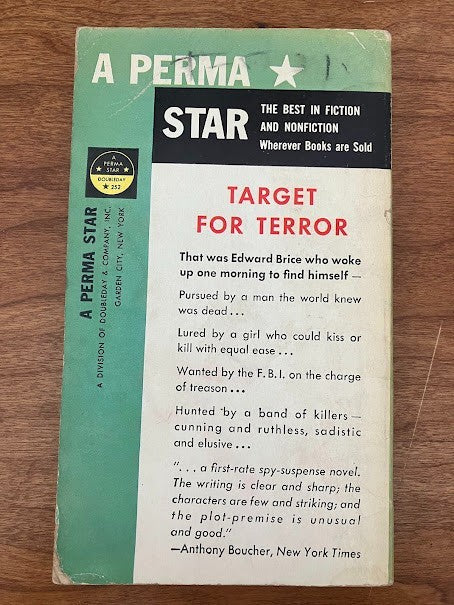 A PERMA
STAR
THE BEST IN FICTION
AND NONFICTION
Wherever Books are Sold
A
PERMA
STAR
DOUBLEDAY
252
A PERMA STAR
A DIVISION OF DOUBLEDAY & COMPANY, INC.
GARDEN CITY, NEW YORK
TARGET
FOR TERROR
That was Edward Brice who woke
up one morning to find himself —
Pursued by a man the world knew
was dead...
Lured by a girl who could kiss or
kill with equal ease...
Wanted by the F.B.I. on the charge
of treason...
Hunted by a band of killers —
cunning and ruthless, sadistic
and elusive...
"...a first-rate spy-suspense novel.
The writing is clear and sharp; the
characters are few and striking; and
the plot-premise is unusual
and good."
—Anthony Boucher, New York Times